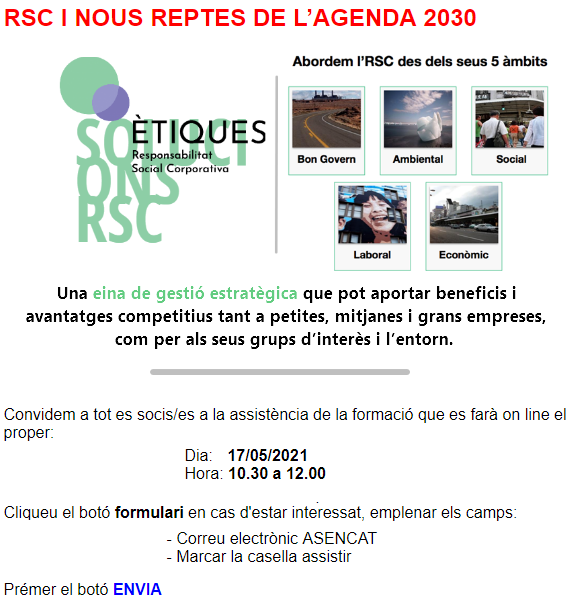 RSC I NOUS REPTES DE L'AGENDA 2030
SOLUCI
ONS
RSC
ÈTIQUES
Responsabilitat
Social Corporativa
Abordem l'RSC des dels seus 5 àmbits
Bon Govern
Ambiental
Social
Laboral
Econòmic
Una eina de gestió estratègica que pot aportar beneficis i
avantatges competitius tant a petites, mitjanes i grans empreses,
com per als seus grups d'interès i l'entorn.
Convidem a tot es socis/es a la assistència de la formació que es farà on line el
proper:
Dia: 17/05/2021
Hora: 10.30 a 12.00
.
Cliqueu el botó formulari en cas d'estar interessat, emplenar els camps:
- Correu electrònic ASENCAT
- Marcar la casella assistir
Prémer el botó ENVIA